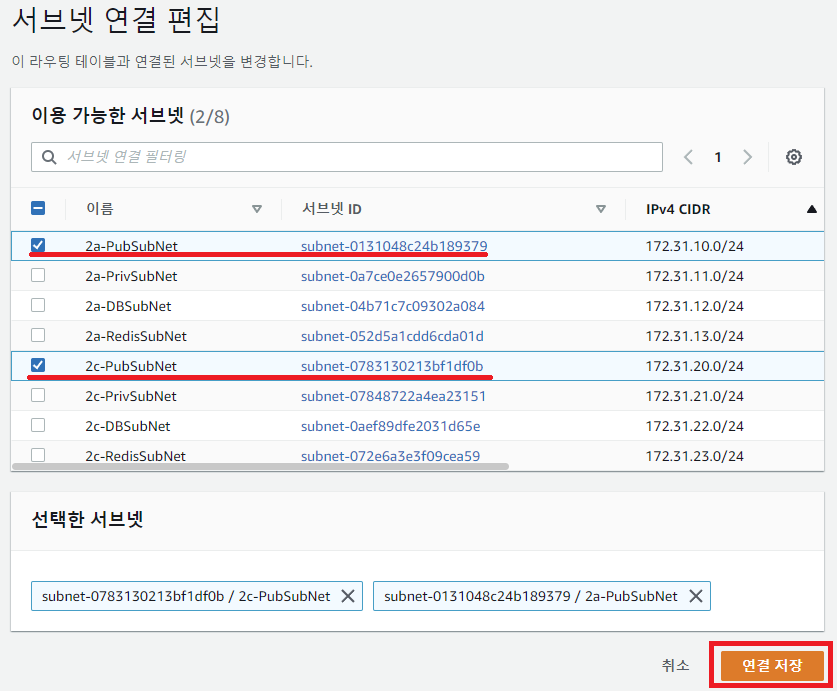 서브넷 연결 편집
이 라우팅 테이블과 연결된 서브넷을 변경합니다.
이용 가능한 서브넷 (2/8)
서브넷 연결 필터링
1
이름 서브넷 ID IPv4 CIDR
2a-PubSubNet subnet-0131048c24b189379 172.31.10.0/24
2a-PrivSubNet subnet-0a7ce0e2657900d0b 172.31.11.0/24
2a-DBSubNet subnet-04b71c7c09302a084 172.31.12.0/24
2a-RedisSubNet subnet-052d5a1cdd6cda01d 172.31.13.0/24
2c-PubSubNet subnet-0783130213bf1df0b 172.31.20.0/24
2c-PrivSubNet subnet-07848722a4ea23151 172.31.21.0/24
2c-DBSubNet subnet-0aef89dfe2031d65e 172.31.22.0/24
2c-RedisSubNet subnet-072e6a3e3f09cea59 172.31.23.0/24
선택한 서브넷
subnet-0783130213bf1df0b / 2c-PubSubNet subnet-0131048c24b189379 / 2a-PubSubNet
취소 연결 저장